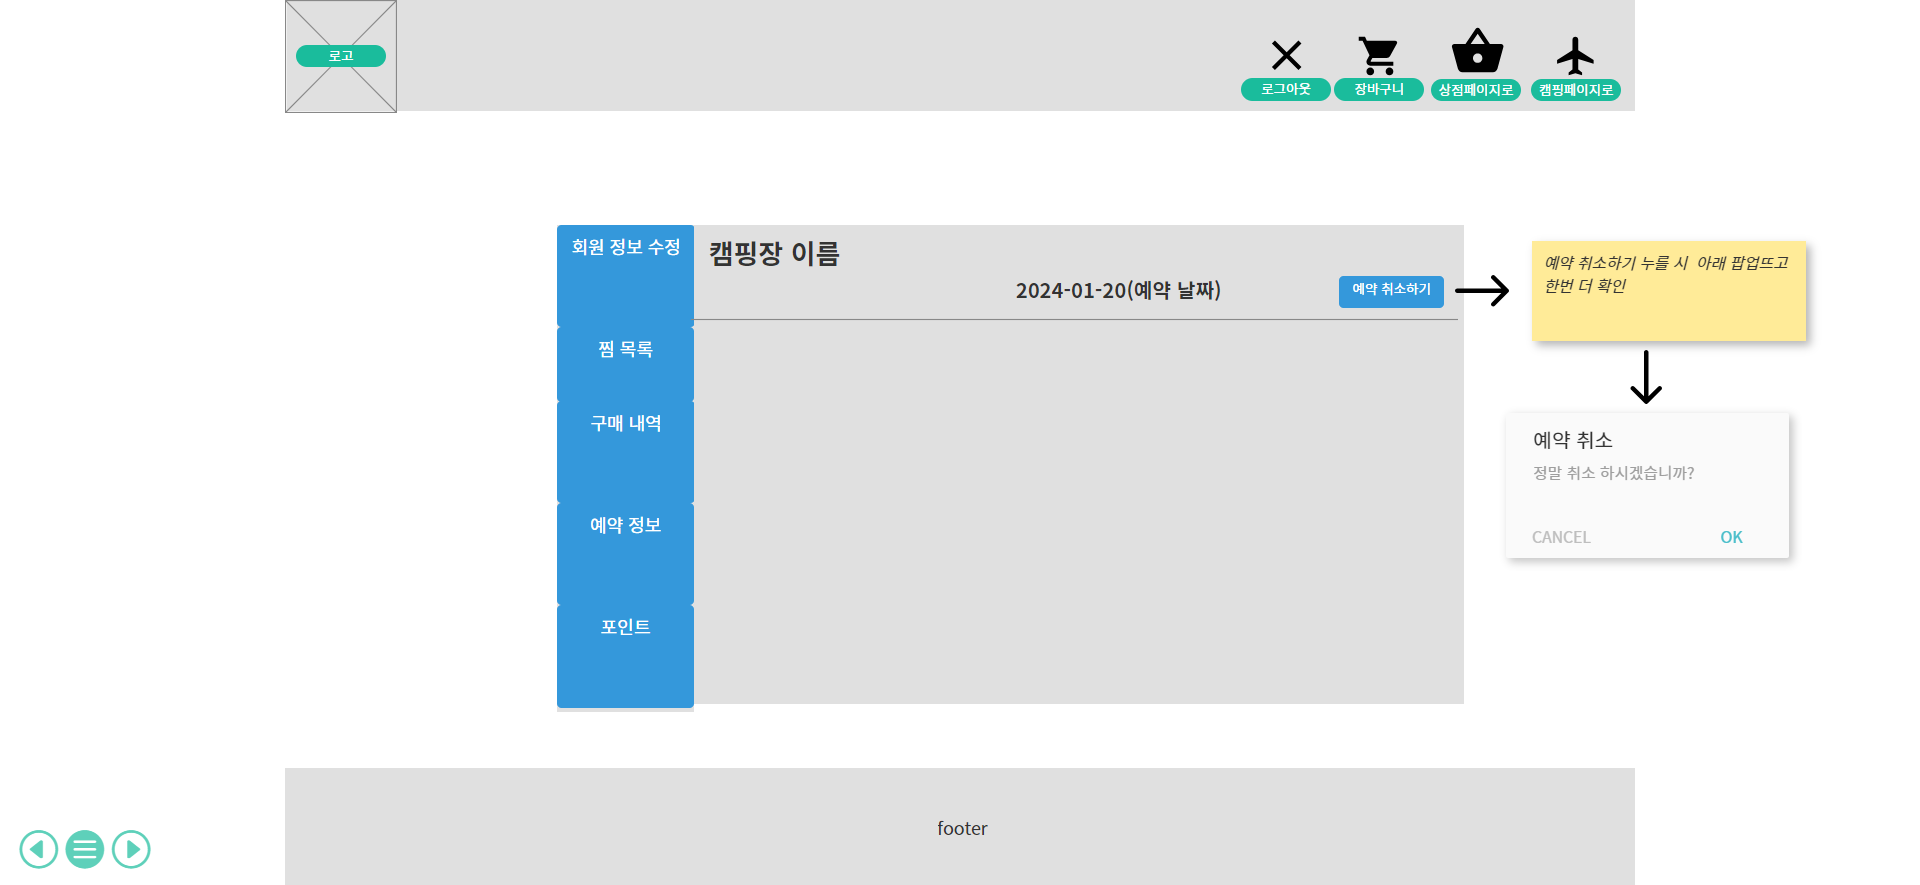 로고
로그아웃
장바구니
상점페이지로
캠핑페이지로
회원 정보 수정
찜 목록
구매 내역
예약 정보
포인트
캠핑장 이름
2024-01-20(예약 날짜)
예약 취소하기
예약 취소하기 누를 시 아래 팝업뜨고
한번 더 확인
예약 취소
정말 취소 하시겠습니까?
CANCEL
OK
footer